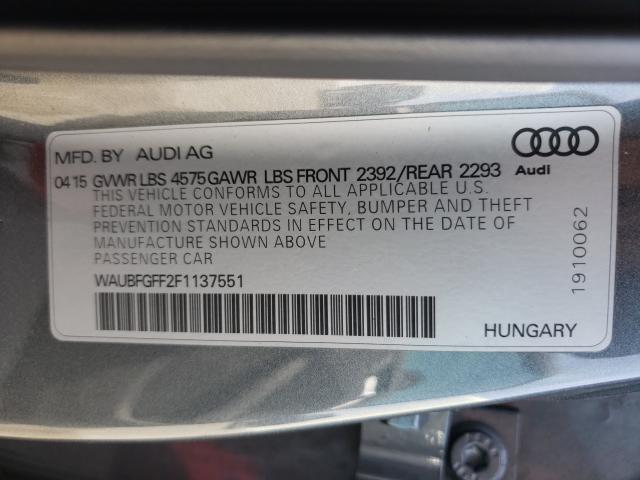 MFD. BY AUDI AG
04 15 GVWR LBS 4575 GAWR LBS FRONT 2392/REAR 2293
THIS VEHICLE CONFORMS TO ALL APPLICABLE U.S.
FEDERAL MOTOR VEHICLE SAFETY, BUMPER AND THEFT
PREVENTION STANDARDS IN EFFECT ON THE DATE OF
MANUFACTURE SHOWN ABOVE
PASSENGER CAR
WAUBFGFF2F1137551
Audi
1910062
HUNGARY